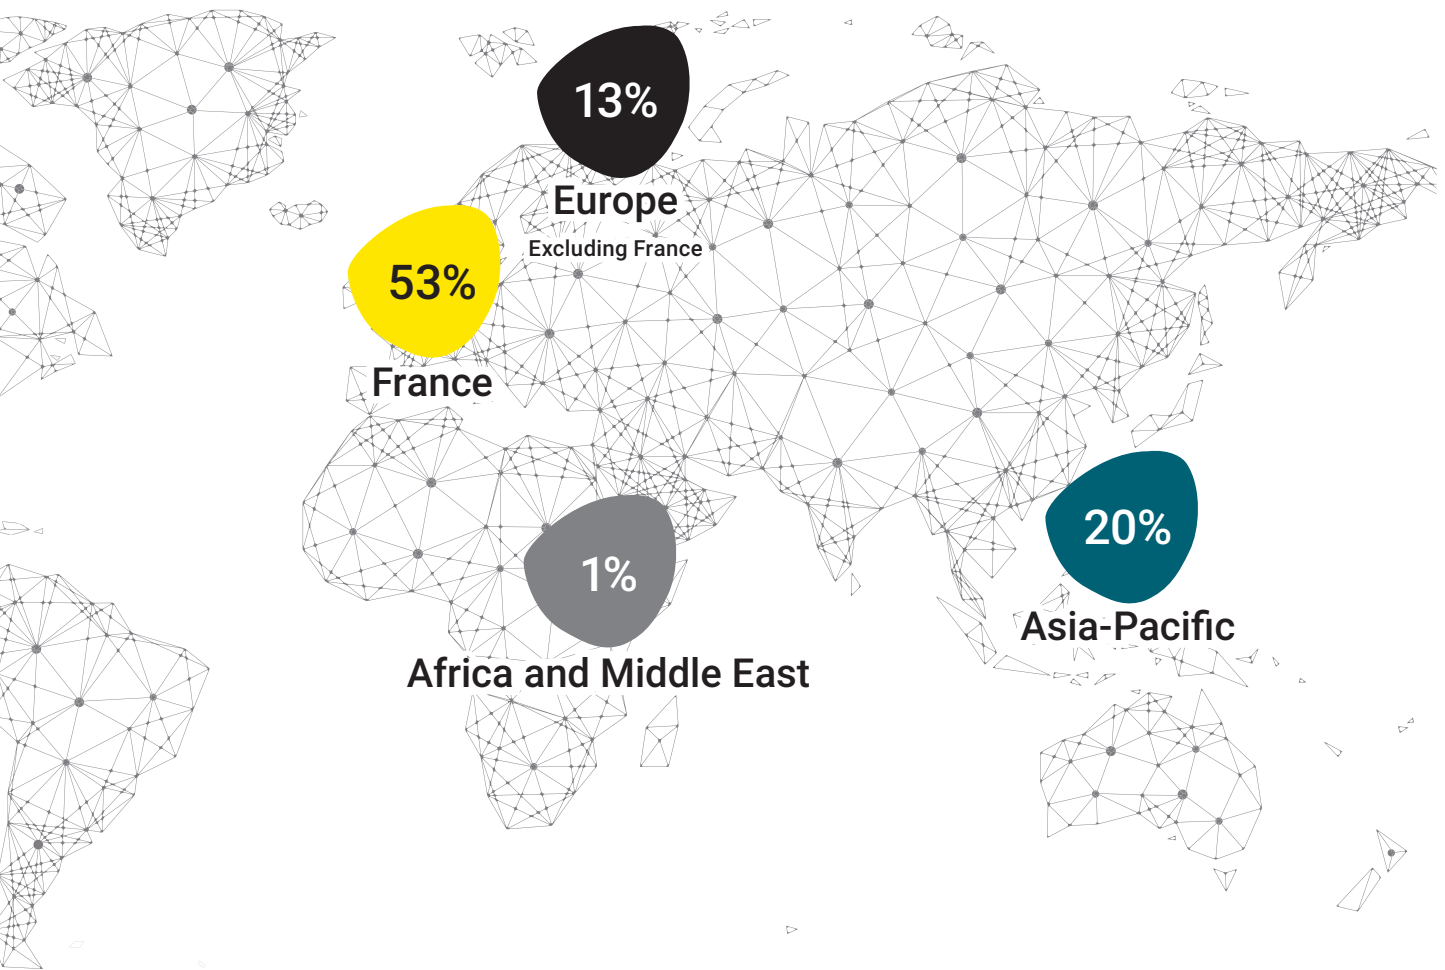 13%
Europe
Excluding France
53%
France
20%
Asia-Pacific
1%
Africa and Middle East